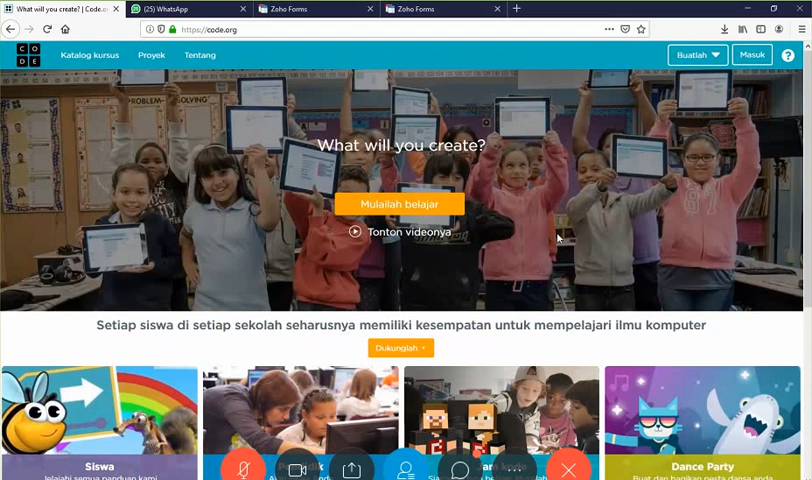 What will you create? | Code.o
(25) WhatsApp
Zoho Forms
Zoho Forms
https://code.org
C O
D E
Katalog kursus
Proyek
Tentang
Buatlah
Masuk
?
PROBLEM-SOLVING
What will you create?
Mulailah belajar
Tonton videonya
Setiap siswa di setiap sekolah seharusnya memiliki kesempatan untuk mempelajari ilmu komputer
Dukunglah
Siswa
Jelajahi semua panduan kami
Dance Party
Buat dan bagikan pesta dansa anda